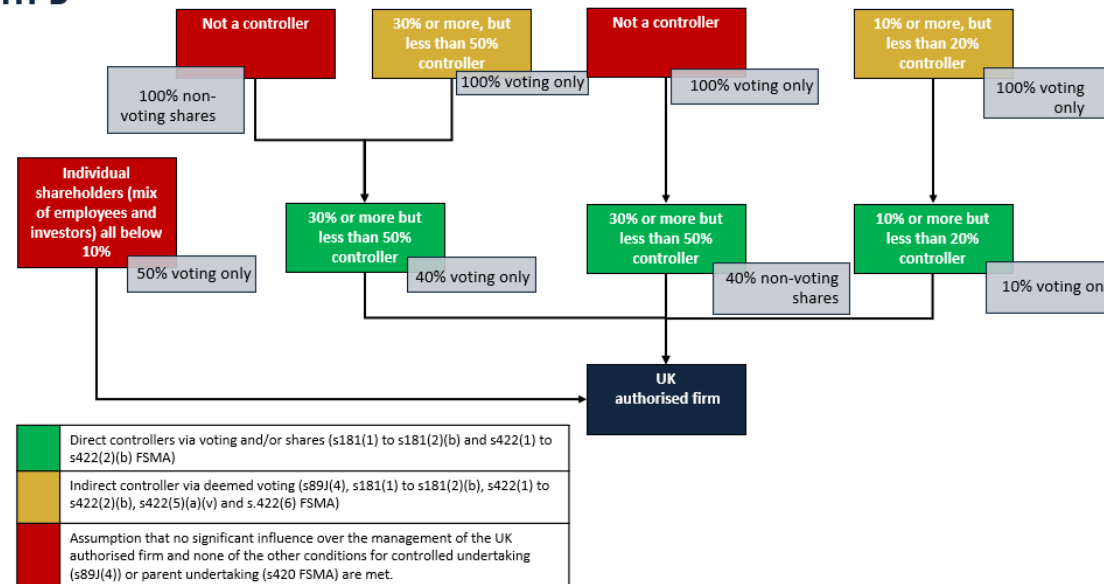 Not a controller
30% or more, but
less than 50%
controller
Not a controller
10% or more, but
less than 20%
controller
100% non-
voting shares
100% voting only
100% voting only
100% voting
only
Individual
shareholders (mix
of employees and
investors) all below
10%
30% or more but
less than 50%
controller
30% or more but
less than 50%
controller
10% or more but
less than 20%
controller
50% voting only
40% voting only
40% non-voting
shares
10% voting on
UK
authorised firm
Direct controllers via voting and/or shares (s181(1) to s181(2)(b) and s422(1) to
s422(2)(b) FSMA)
Indirect controller via deemed voting (s89J(4), s181(1) to s181(2)(b), s422(1) to
s422(2)(b), s422(5)(a)(v) and s.422(6) FSMA)
Assumption that no significant influence over the management of the UK
authorised firm and none of the other conditions for controlled undertaking
(s89J(4)) or parent undertaking (s420 FSMA) are met.